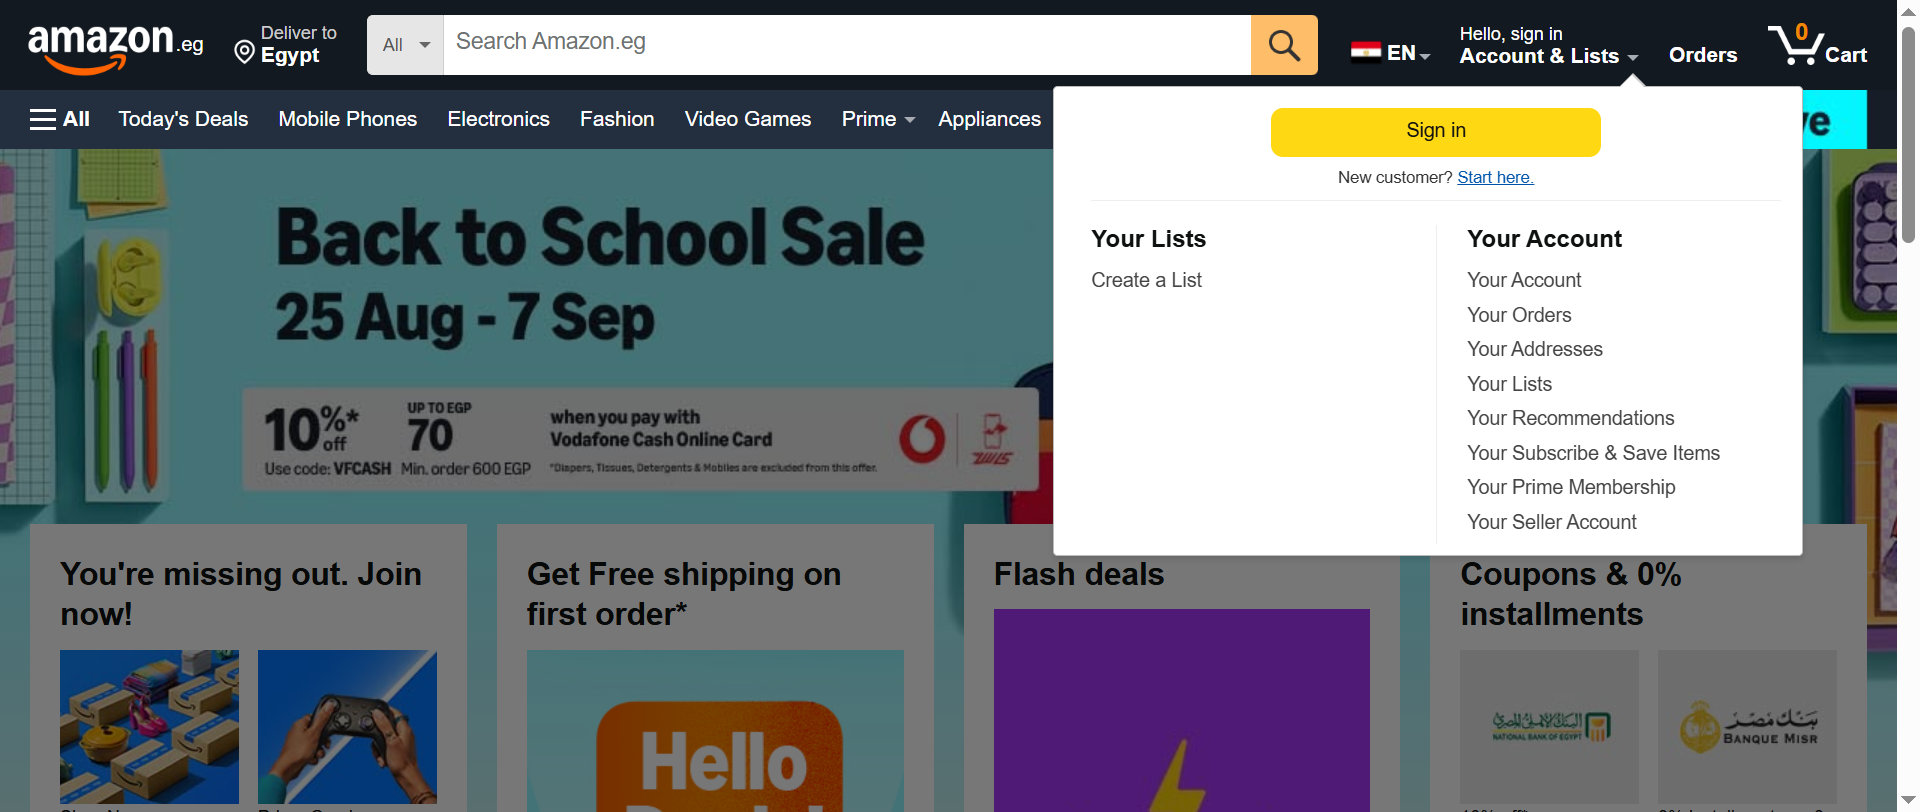 amazon.eg
Deliver to
Egypt
All
Search Amazon.eg
EN
Hello, sign in
Account & Lists
Orders
0
Cart
All
Today's Deals
Mobile Phones
Electronics
Fashion
Video Games
Prime
Appliances
Sign in
New customer? Start here.
Your Lists
Create a List
Your Account
Your Account
Your Orders
Your Addresses
Your Lists
Your Recommendations
Your Subscribe & Save Items
Your Prime Membership
Your Seller Account
Back to School Sale
25 Aug - 7 Sep
10%* off
Use code: VFCASH
UP TO EGP
70
Min. order 600 EGP
when you pay with
Vodafone Cash Online Card
*Diapers, Tissues, Detergents & Mobiles are excluded from this offer.
You're missing out. Join
now!
Get Free shipping on
first order*
Hello
Flash deals
Coupons & 0%
installments
البنك الأهلي المصري
NATIONAL BANK OF EGYPT
بنك مصر
BANQUE MISR